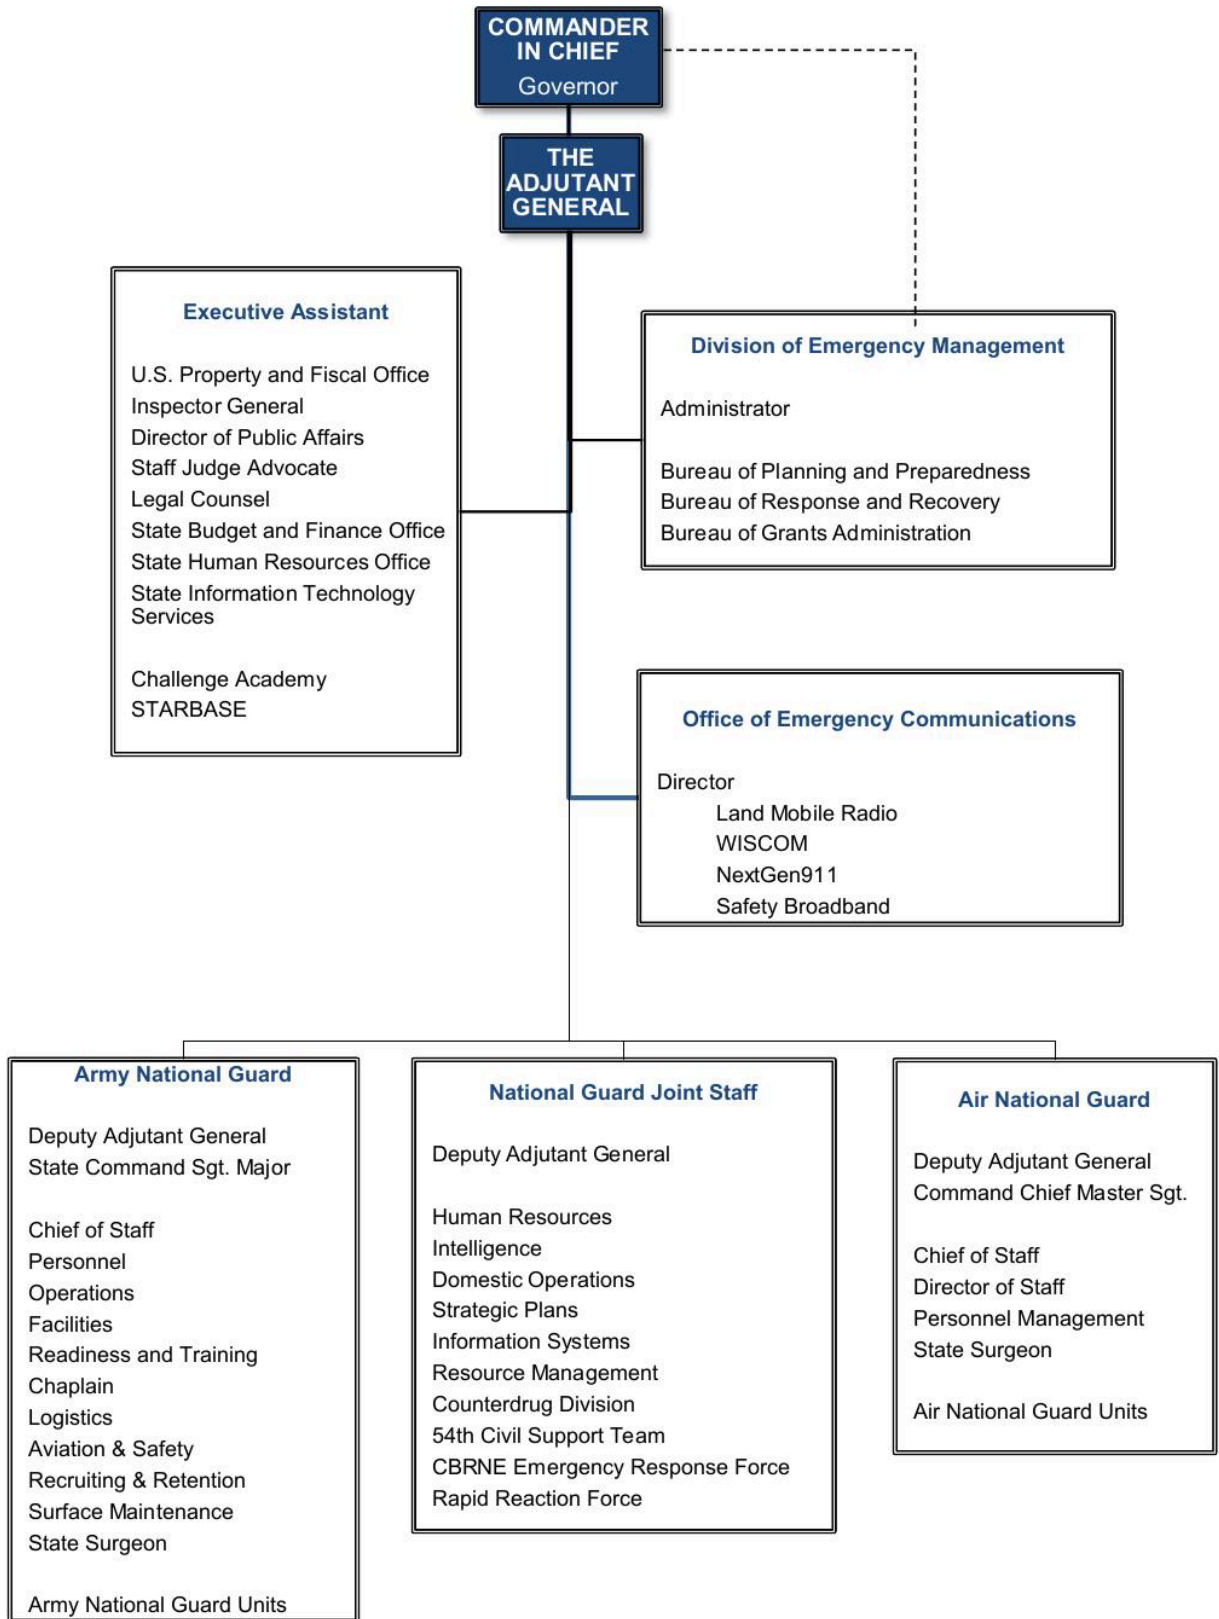 COMMANDER
IN CHIEF
Governor
THE
ADJUTANT
GENERAL
Executive Assistant
U.S. Property and Fiscal Office
Inspector General
Director of Public Affairs
Staff Judge Advocate
Legal Counsel
State Budget and Finance Office
State Human Resources Office
State Information Technology
Services
Challenge Academy
STARBASE
Division of Emergency Management
Administrator
Bureau of Planning and Preparedness
Bureau of Response and Recovery
Bureau of Grants Administration
Office of Emergency Communications
Director
Land Mobile Radio
WISCOM
NextGen911
Safety Broadband
Army National Guard
Deputy Adjutant General
State Command Sgt. Major
Chief of Staff
Personnel
Operations
Facilities
Readiness and Training
Chaplain
Logistics
Aviation & Safety
Recruiting & Retention
Surface Maintenance
State Surgeon
Army National Guard Units
National Guard Joint Staff
Deputy Adjutant General
Human Resources
Intelligence
Domestic Operations
Strategic Plans
Information Systems
Resource Management
Counterdrug Division
54th Civil Support Team
CBRNE Emergency Response Force
Rapid Reaction Force
Air National Guard
Deputy Adjutant General
Command Chief Master Sgt.
Chief of Staff
Director of Staff
Personnel Management
State Surgeon
Air National Guard Units